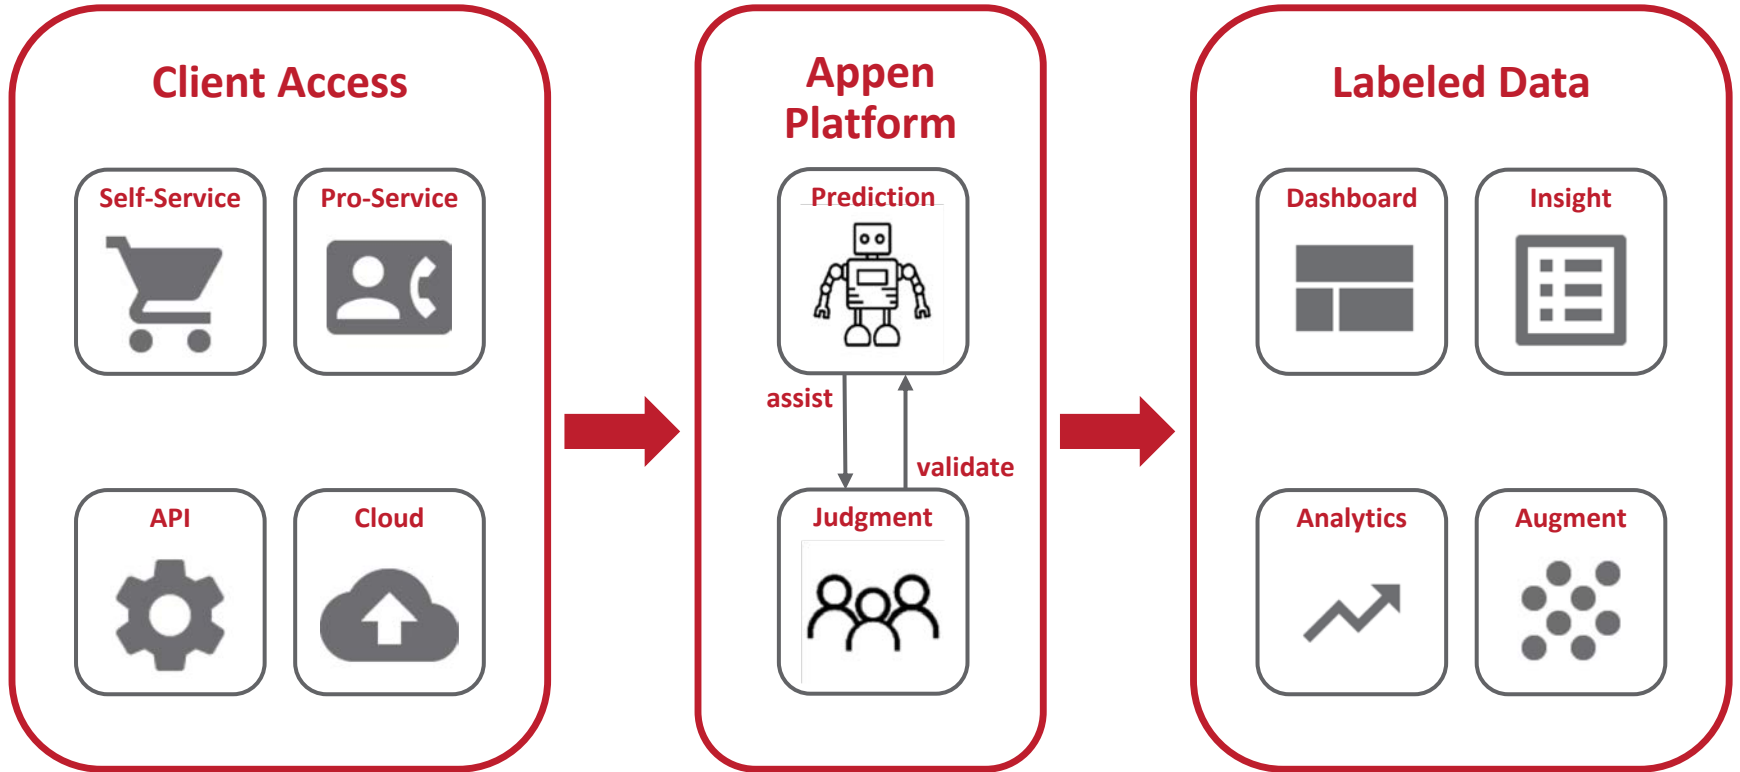 Client Access
Self-Service
Pro-Service
API
Cloud
Appen
Platform
Prediction
assist
validate
Judgment
Labeled Data
Dashboard
Insight
Analytics
Augment